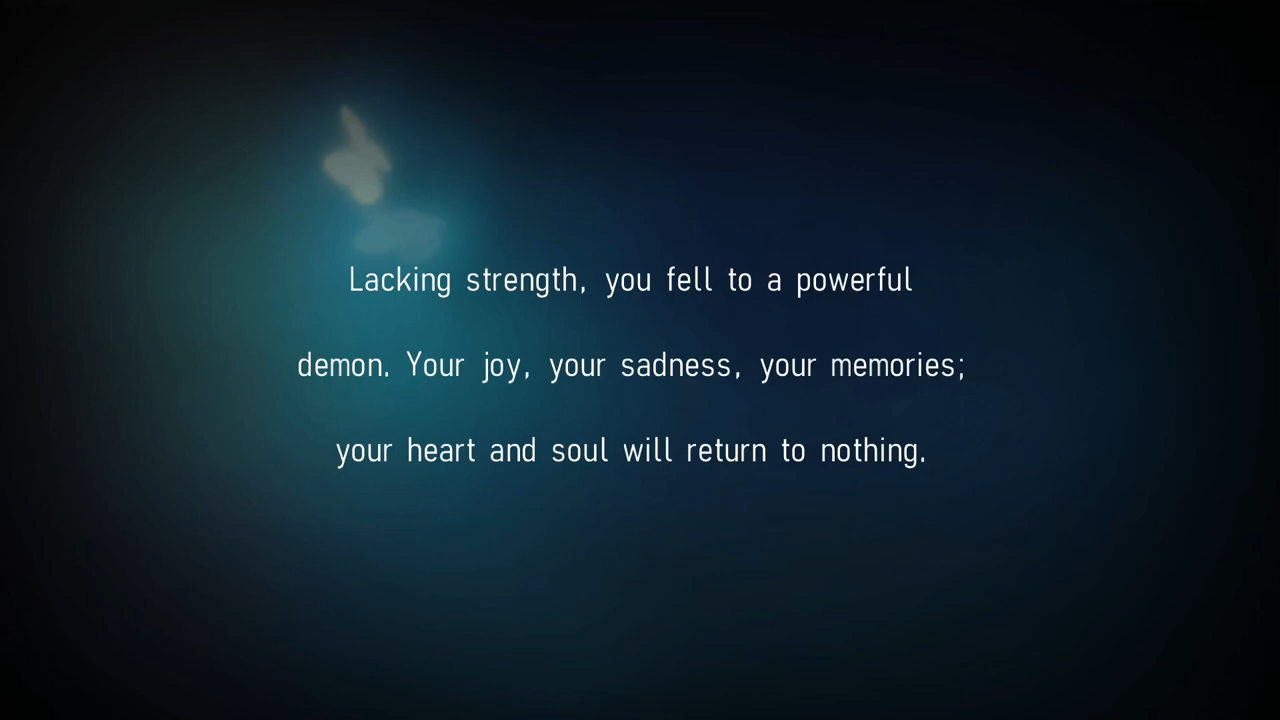 Lacking strength, you fell to a powerful
demon. Your joy, your sadness, your memories;
your heart and soul will return to nothing.